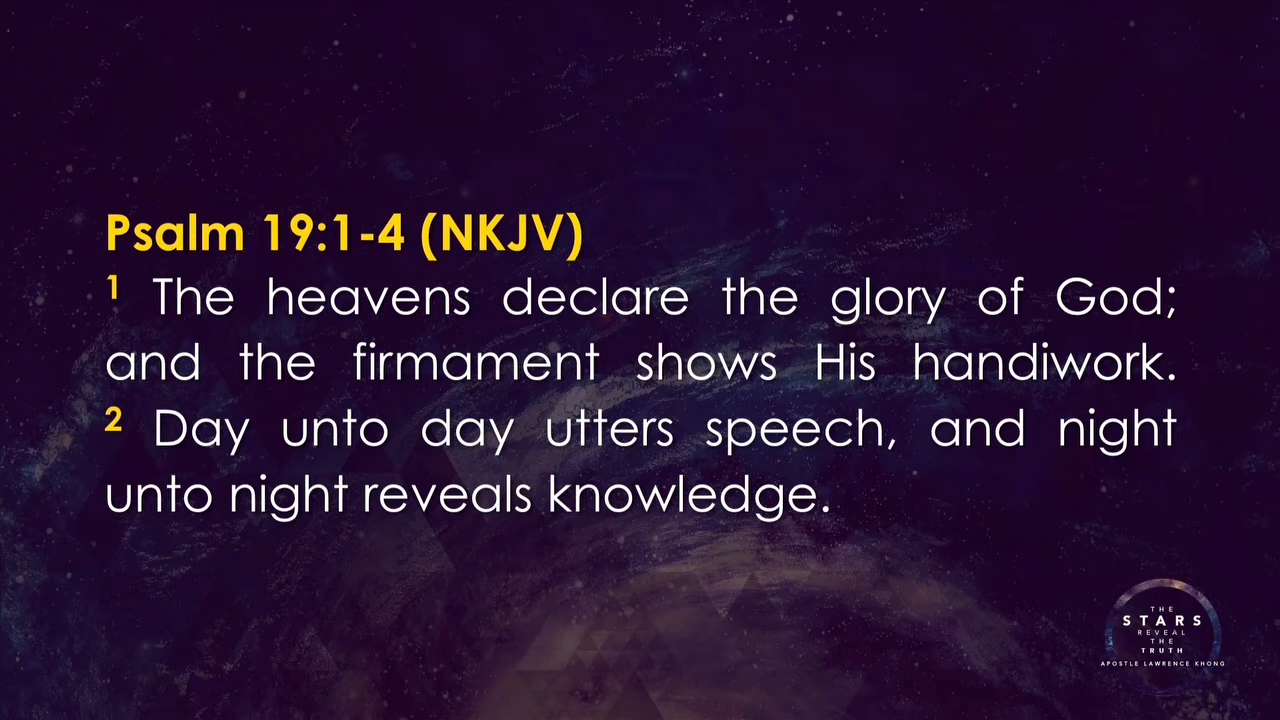 Psalm 19:1-4 (NKJV)
1 The heavens declare the glory of God;
and the firmament shows His handiwork.
2 Day unto day utters speech, and night
unto night reveals knowledge.
THE
STARS
REVEAL
THE
TRUTH
APOSTLE LAWRENCE KHONG